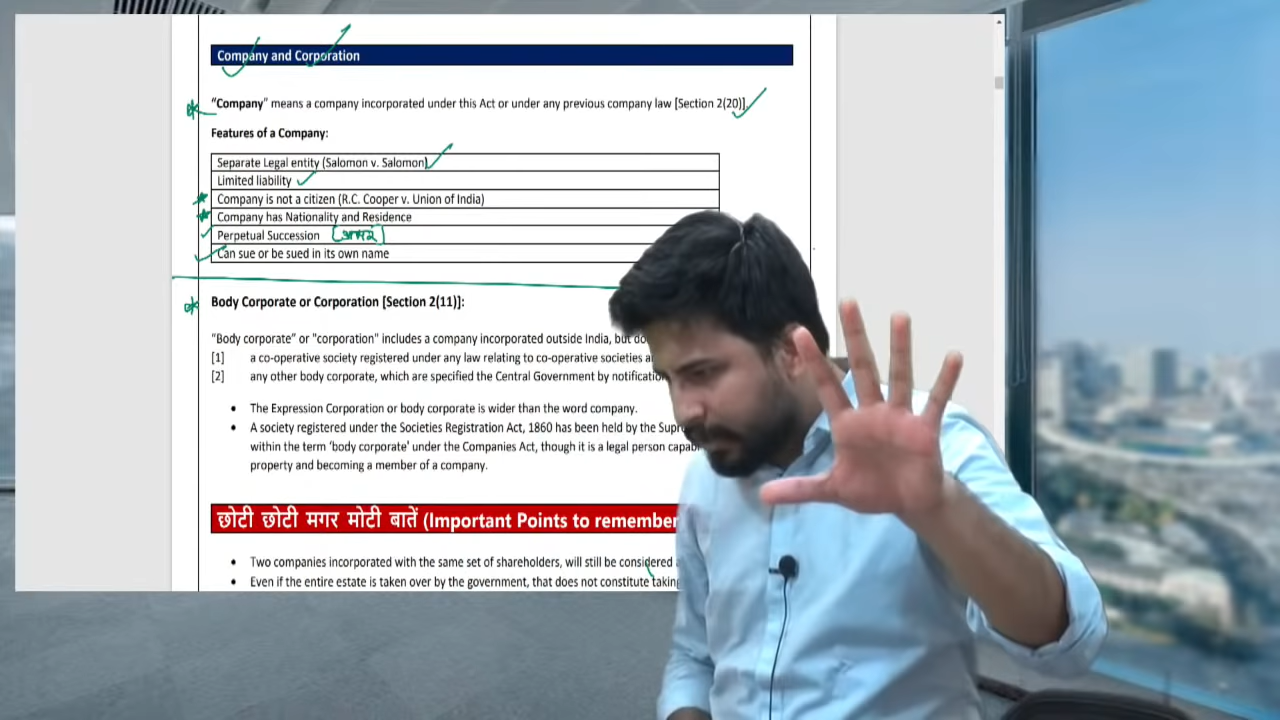 Company and Corporation
“Company” means a company incorporated under this Act or under any previous company law [Section 2(20)].
Features of a Company:
Separate Legal entity (Salomon v. Salomon)
Limited liability
Company is not a citizen (R.C. Cooper v. Union of India)
Company has Nationality and Residence
Perpetual Succession
Can sue or be sued in its own name
Body Corporate or Corporation [Section 2(11)]:
“Body corporate” or "corporation" includes a company incorporated outside India, but
[1] a co-operative society registered under any law relating to co-operative societies
[2] any other body corporate, which are specified the Central Government by notification
• The Expression Corporation or body corporate is wider than the word company.
• A society registered under the Societies Registration Act, 1860 has been held by the
within the term ‘body corporate' under the Companies Act, though it is a legal person
property and becoming a member of a company.
छोटी छोटी मगर मोटी बातें (Important Points to remember
• Two companies incorporated with the same set of shareholders, will still be considered
• Even if the entire estate is taken over by the government, that does not constitute taking